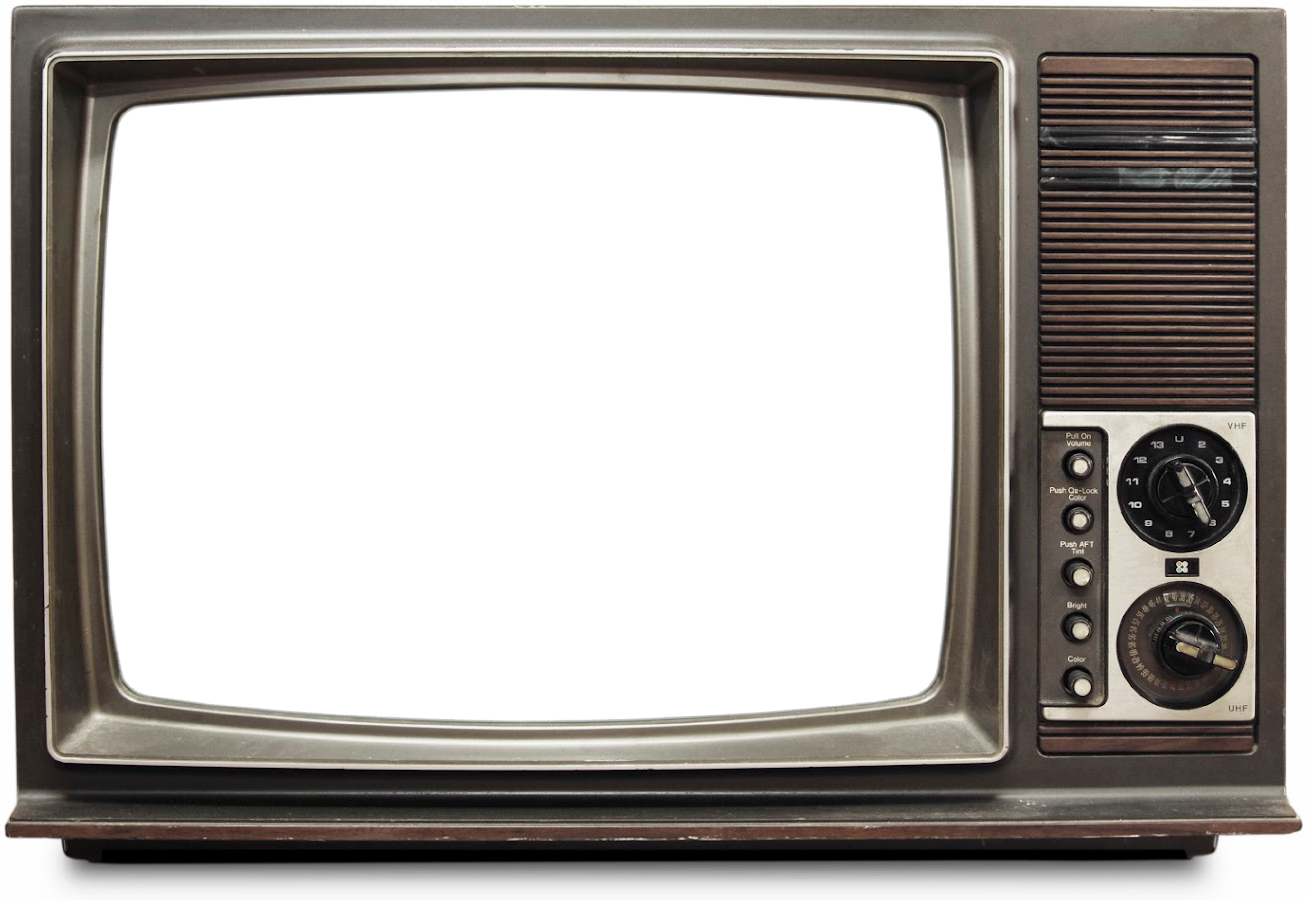 VHF
Pull On
Volume
Push Qs-Lock
Color
Push AFT
Tint
Bright
Color
U
2
3
4
5
6
7
8
9
10
11
12
13
UHF